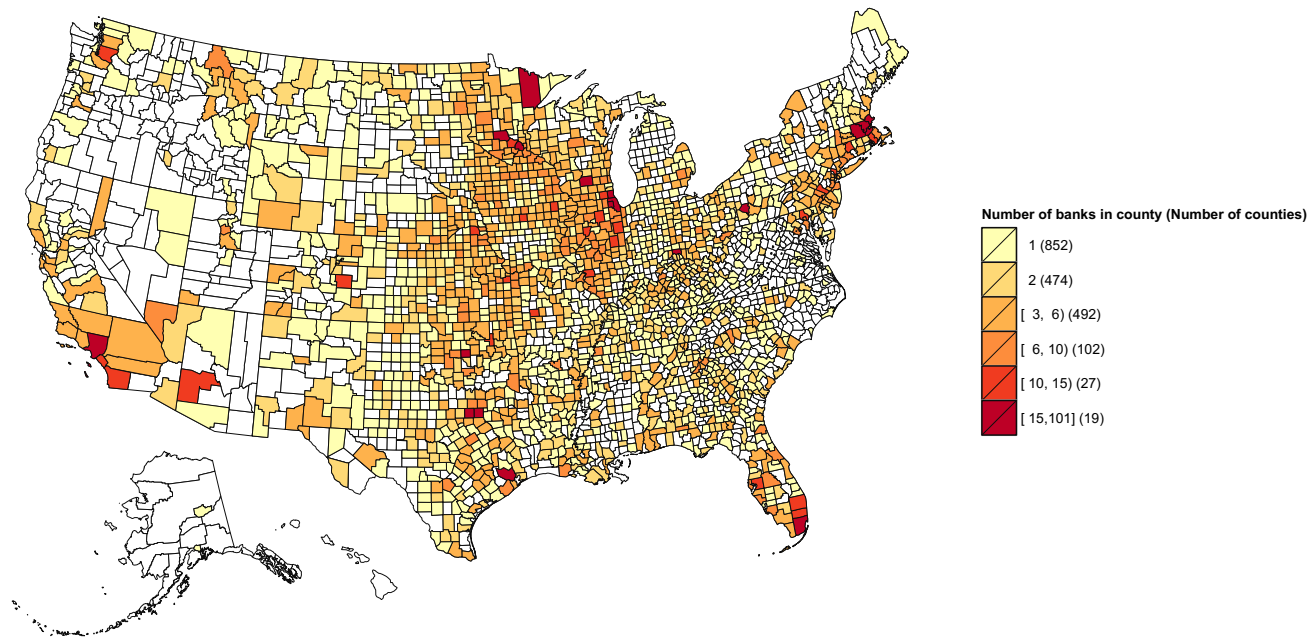 Number of banks in county (Number of counties)
1 (852)
2 (474)
[ 3, 6) (492)
[ 6, 10) (102)
[ 10, 15) (27)
[ 15,101] (19)